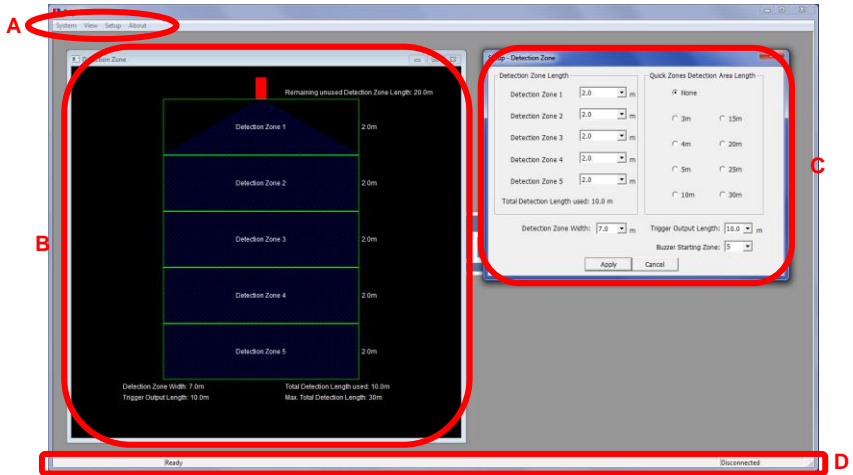 A
System View Setup About
Detection Zone
Remaining unused Detection Zone Length: 20.0m
Detection Zone 1
2.0m
Detection Zone 2
2.0m
Detection Zone 3
2.0m
Detection Zone 4
2.0m
Detection Zone 5
2.0m
Detection Zone Width: 7.0m
Total Detection Length used: 10.0m
Trigger Output Length: 10.0m
Max. Total Detection Length: 30m
B
- Detection Zone
Detection Zone Length
Detection Zone 1 2.0 m
Detection Zone 2 2.0 m
Detection Zone 3 2.0 m
Detection Zone 4 2.0 m
Detection Zone 5 2.0 m
Total Detection Length used: 10.0 m
Quick Zones Detection Area Length
None
3m 15m
4m 20m
5m 25m
10m 30m
Detection Zone Width: 7.0 m
Trigger Output Length: 10.0 m
Buzzer Starting Zone: 5
Apply Cancel
C
Ready
Disconnected
D